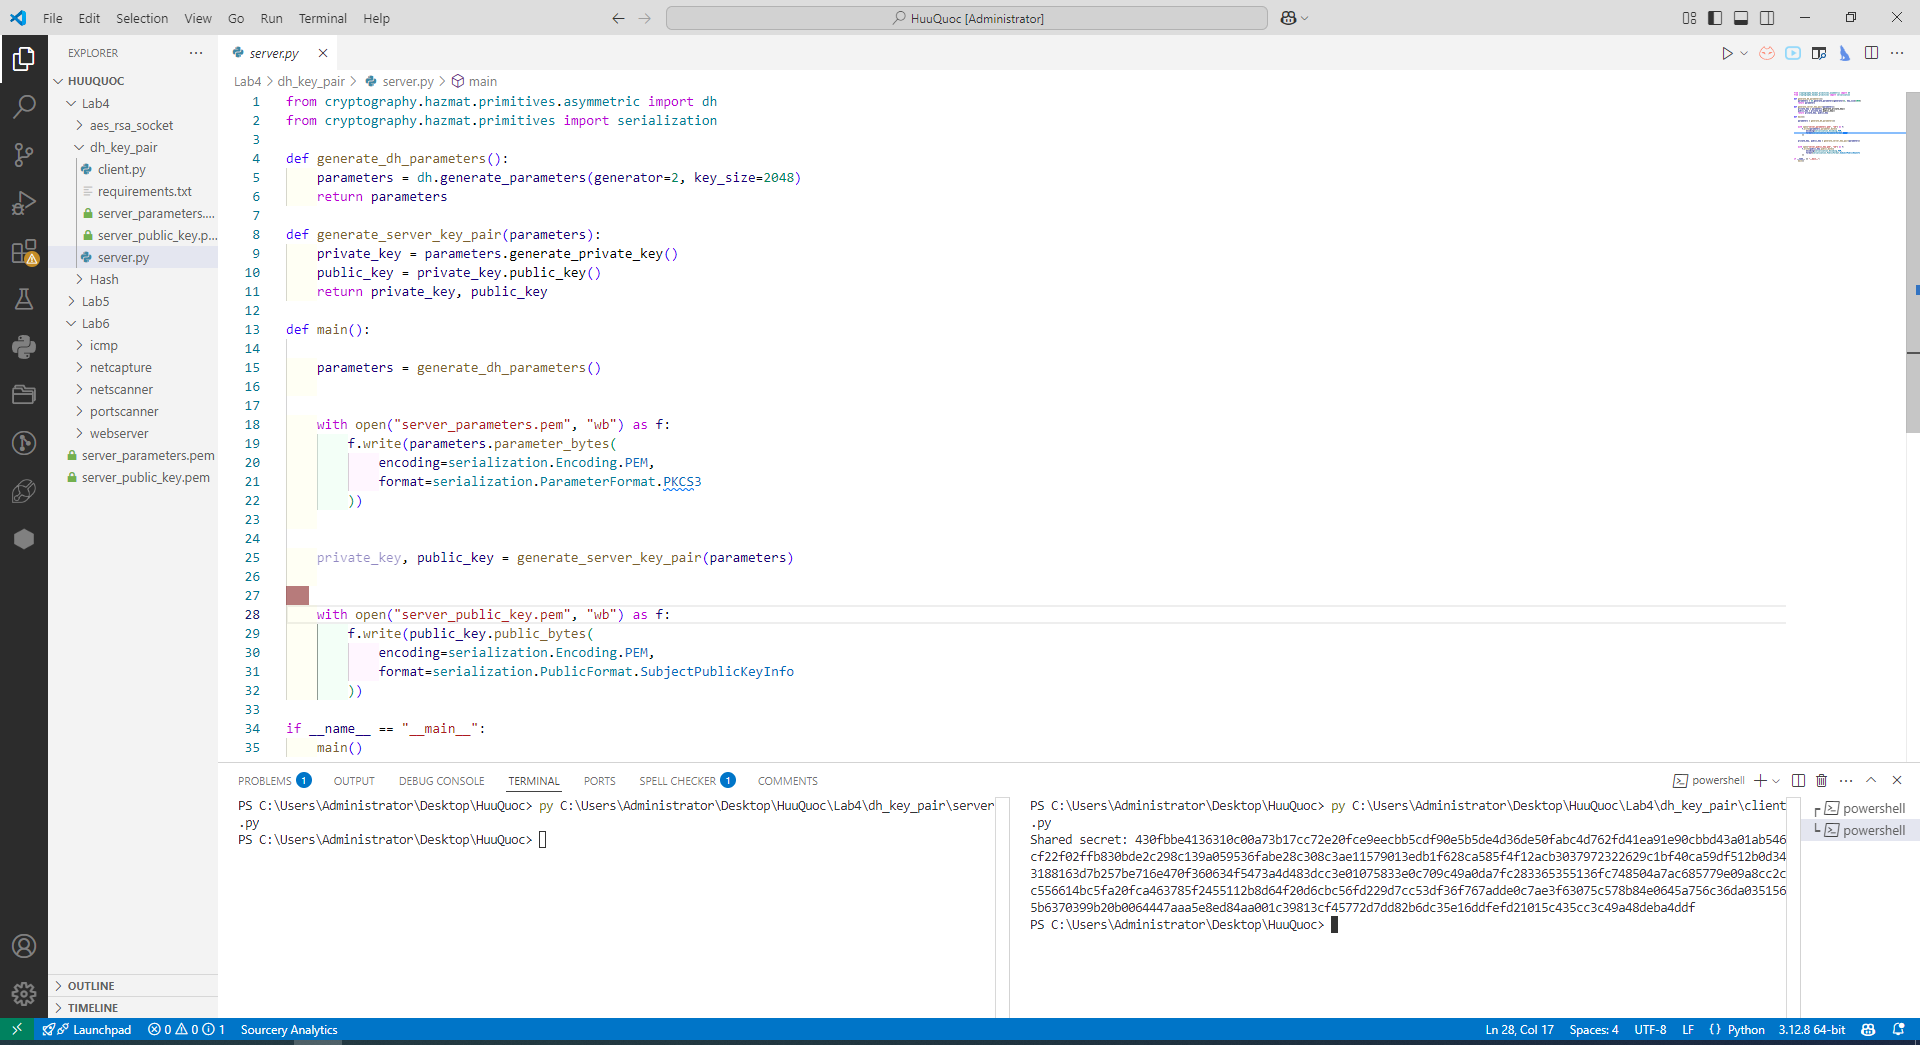 File Edit Selection View Go Run Terminal Help
HuuQuoc [Administrator]
EXPLORER
server.py
HUUQUOC
Lab4
aes_rsa_socket
dh_key_pair
client.py
requirements.txt
server_parameters....
server_public_key.p...
server.py
Hash
Lab5
Lab6
icmp
netcapture
netscanner
portscanner
webserver
server_parameters.pem
server_public_key.pem
OUTLINE
TIMELINE
Lab4 > dh_key_pair > server.py > main
1 from cryptography.hazmat.primitives.asymmetric import dh
2 from cryptography.hazmat.primitives import serialization
3
4 def generate_dh_parameters():
5     parameters = dh.generate_parameters(generator=2, key_size=2048)
6     return parameters
7
8 def generate_server_key_pair(parameters):
9     private_key = parameters.generate_private_key()
10     public_key = private_key.public_key()
11     return private_key, public_key
12
13 def main():
14
15     parameters = generate_dh_parameters()
16
17
18     with open("server_parameters.pem", "wb") as f:
19         f.write(parameters.parameter_bytes(
20             encoding=serialization.Encoding.PEM,
21             format=serialization.ParameterFormat.PKCS3
22         ))
23
24
25     private_key, public_key = generate_server_key_pair(parameters)
26
27
28     with open("server_public_key.pem", "wb") as f:
29         f.write(public_key.public_bytes(
30             encoding=serialization.Encoding.PEM,
31             format=serialization.PublicFormat.SubjectPublicKeyInfo
32         ))
33
34 if __name__ == "__main__":
35     main()
PROBLEMS 1 OUTPUT DEBUG CONSOLE TERMINAL PORTS SPELL CHECKER 1 COMMENTS
powershell
PS C:\Users\Administrator\Desktop\HuuQuoc> py C:\Users\Administrator\Desktop\HuuQuoc\Lab4\dh_key_pair\server
.py
PS C:\Users\Administrator\Desktop\HuuQuoc>
PS C:\Users\Administrator\Desktop\HuuQuoc> py C:\Users\Administrator\Desktop\HuuQuoc\Lab4\dh_key_pair\client
.py
Shared secret: 430fbbe4136310c00a73b17cc72e20fce9eecbb5cdf90e5b5de4d36de50fabc4d762fd41ea91e90cbbd43a01ab546
cf22f02ffb830bde2c298c139a059536fabe28c308c3ae11579013edb1f628ca585f4f12acb3037972322629c1bf40ca59df512b0d34
3188163d7b257be716e470f360634f5473a4d483dcc3e01075833e0c709c49a0da7fc283365355136fc748504a7ac685779e09a8cc2c
c556614bc5fa20fca463785f2455112b8d64f20d6cbc56fd229d7cc53df36f767adde0c7ae3f63075c578b84e0645a756c36da035156
5b6370399b20b0064447aaa5e8ed84aa001c39813cf45772d7dd82b6dc35e16ddfefd21015c435cc3c49a48deba4ddf
PS C:\Users\Administrator\Desktop\HuuQuoc>
powershell
powershell
Launchpad 0 0 1 Sourcery Analytics
Ln 28, Col 17 Spaces: 4 UTF-8 LF {} Python 3.12.8 64-bit